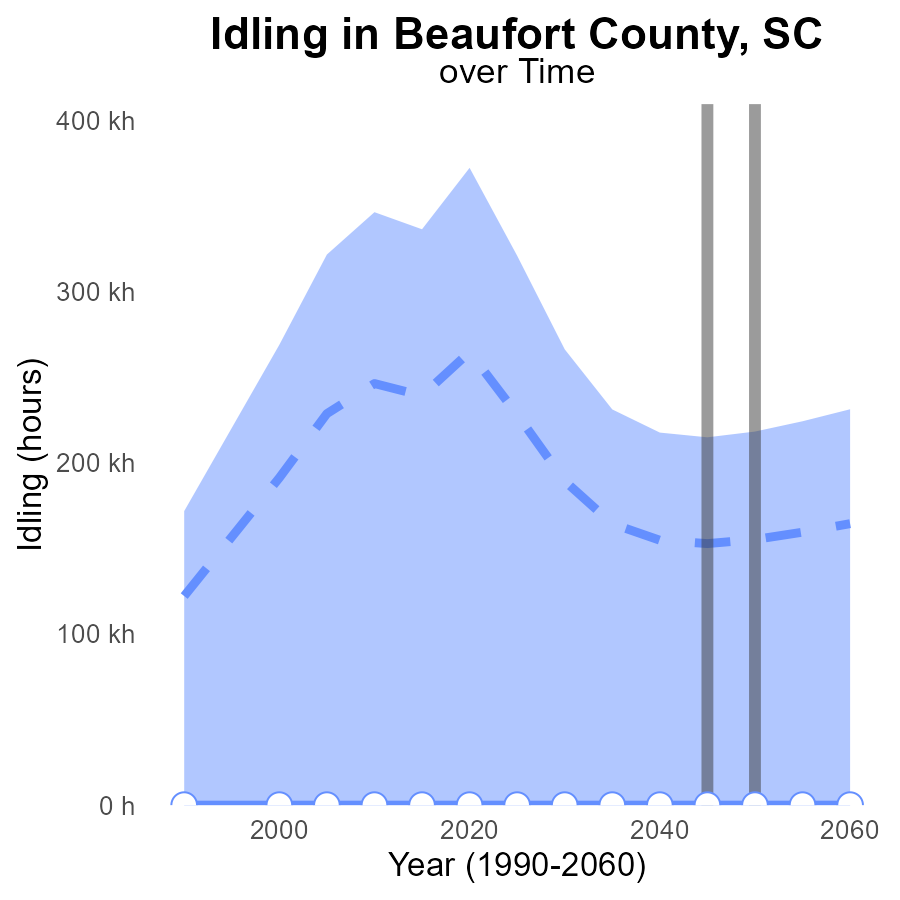 Idling in Beaufort County, SC
over Time
400 kh
300 kh
200 kh
100 kh
0 h
Idling (hours)
2000
2020
2040
2060
Year (1990-2060)